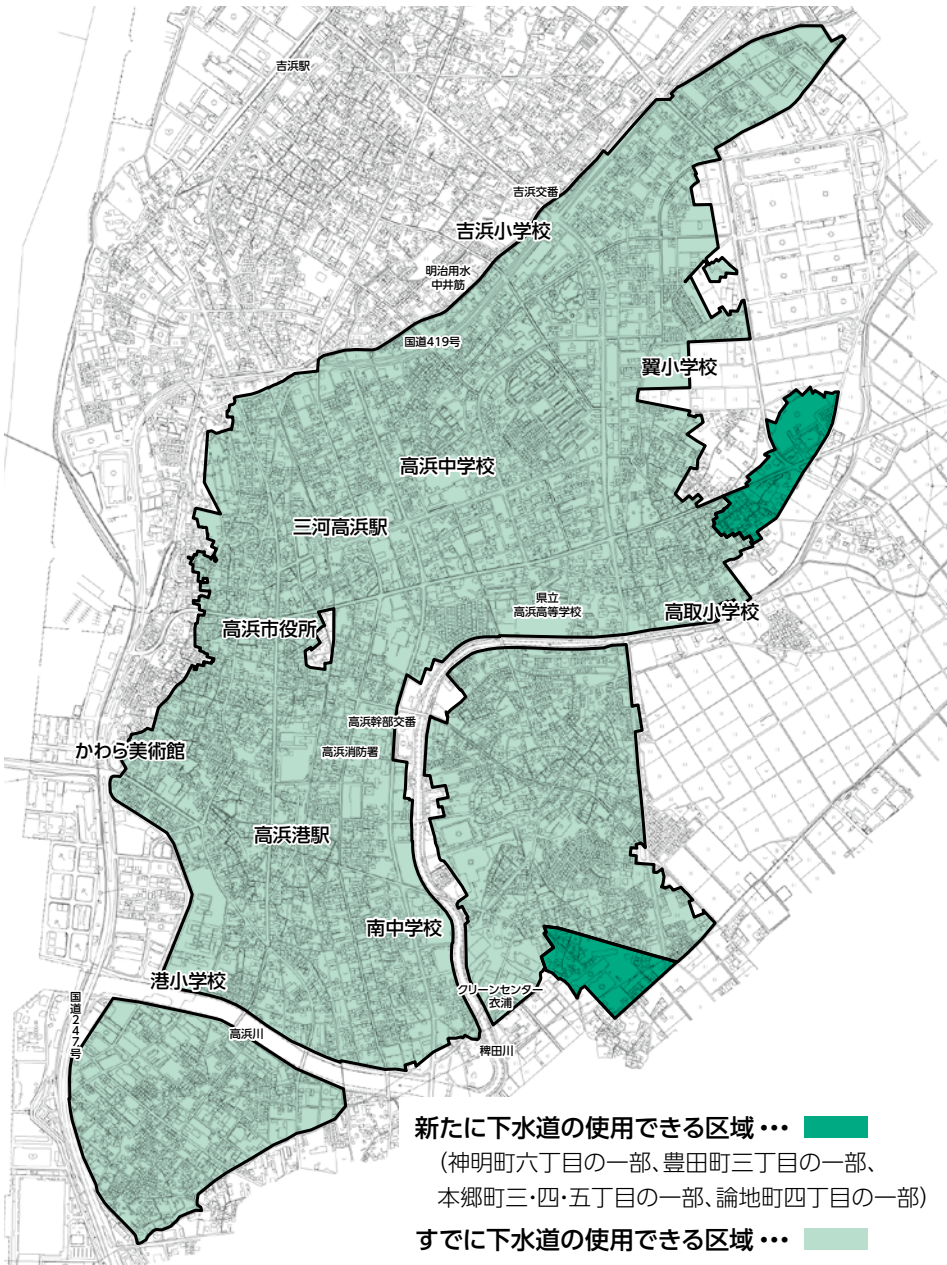 吉浜駅
吉浜交番
吉浜小学校
明治用水
中井筋
国道419号
翼小学校
高浜中学校
三河高浜駅
県立
高浜高等学校
高取小学校
高浜市役所
高浜幹部交番
かわら美術館
高浜消防署
高浜港駅
南中学校
港小学校
クリーンセンター
衣浦
国道247号
高浜川
稗田川
新たに下水道の使用できる区域・・・
(神明町六丁目の一部、豊田町三丁目の一部、
本郷町三・四・五丁目の一部、論地町四丁目の一部)
すでに下水道の使用できる区域・・・